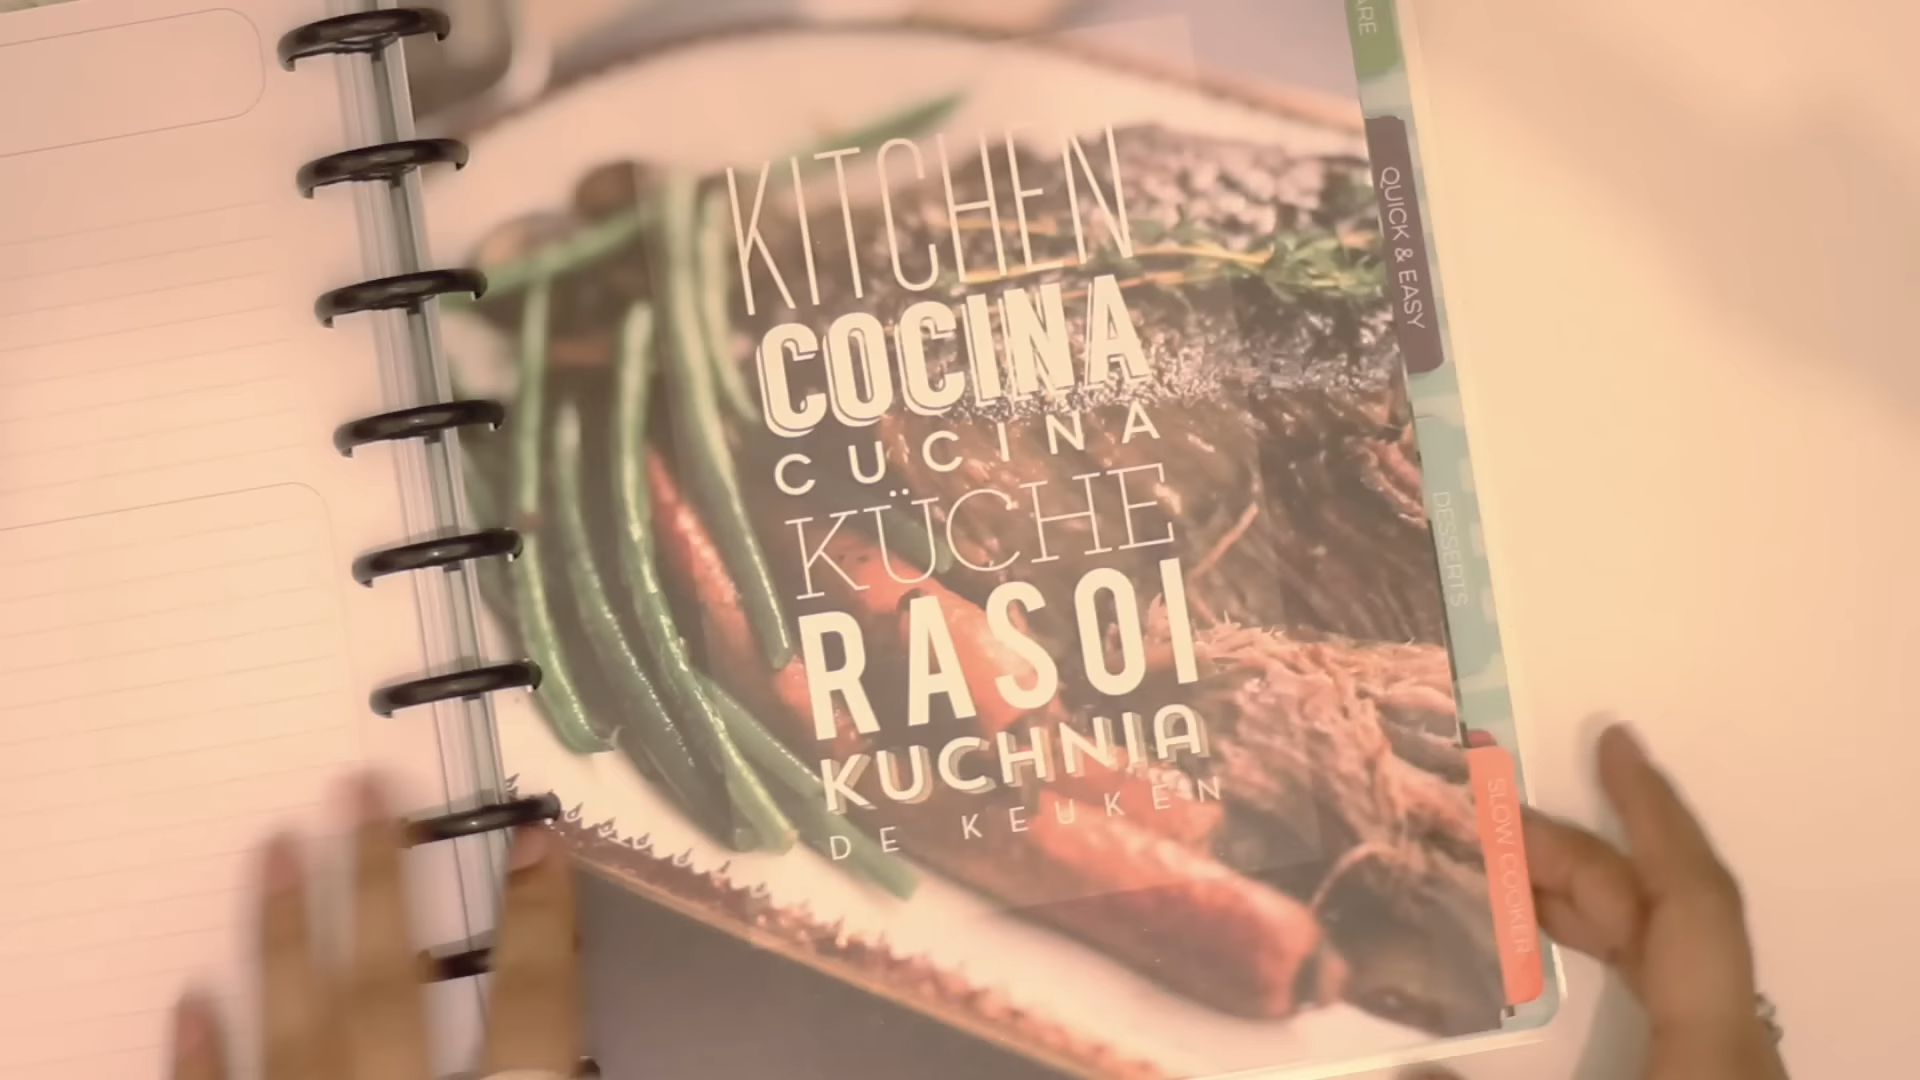 KITCHEN
COCINA
CUCINA
KÜCHE
RASOI
KUCHNIA
DE KEUKEN
QUICK & EASY
DESSERTS
SLOW COOKER